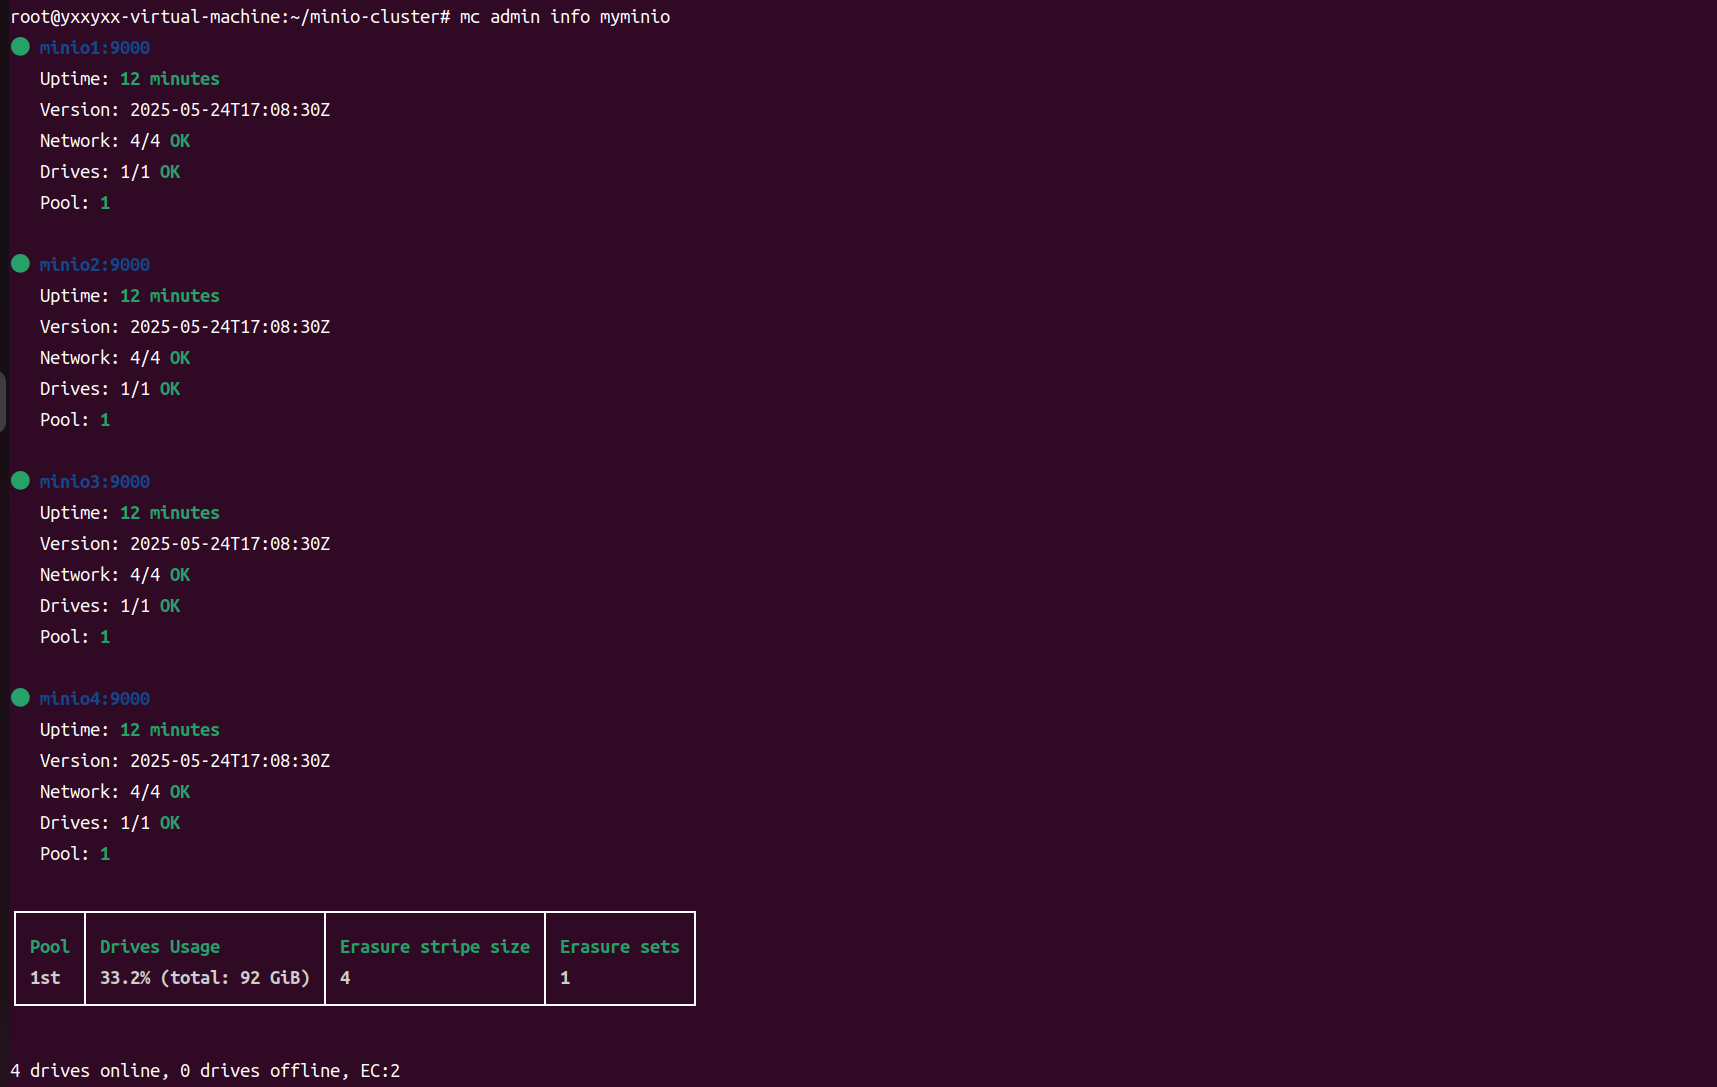 root@yxxyxx-virtual-machine:~/minio-cluster# mc admin info myminio
● minio1:9000
Uptime: 12 minutes
Version: 2025-05-24T17:08:30Z
Network: 4/4 OK
Drives: 1/1 OK
Pool: 1
● minio2:9000
Uptime: 12 minutes
Version: 2025-05-24T17:08:30Z
Network: 4/4 OK
Drives: 1/1 OK
Pool: 1
● minio3:9000
Uptime: 12 minutes
Version: 2025-05-24T17:08:30Z
Network: 4/4 OK
Drives: 1/1 OK
Pool: 1
● minio4:9000
Uptime: 12 minutes
Version: 2025-05-24T17:08:30Z
Network: 4/4 OK
Drives: 1/1 OK
Pool: 1
Pool Drives Usage Erasure stripe size Erasure sets
1st 33.2% (total: 92 GiB) 4 1
4 drives online, 0 drives offline, EC:2